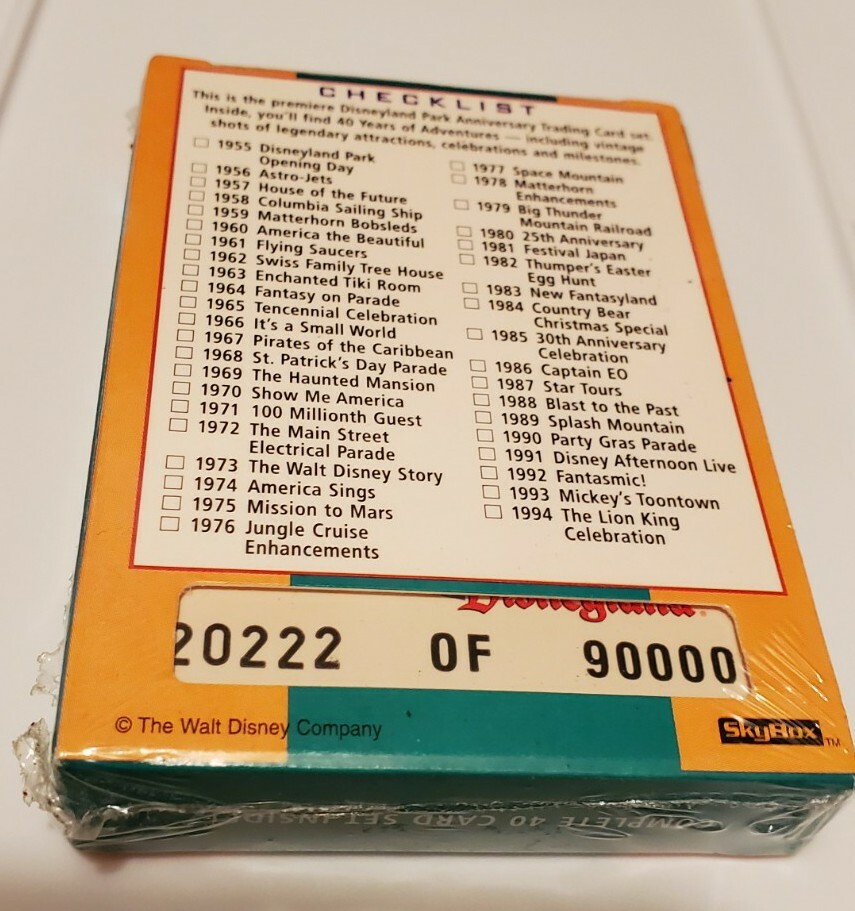 CHECKLIST
This is the premiere Disneyland Park Anniversary Trading Card set.
Inside, you'll find 40 Years of Adventures — including vintage
shots of legendary attractions, celebrations and milestones.
1955 Disneyland Park
Opening Day
1956 Astro-Jets
1957 House of the Future
1958 Columbia Sailing Ship
1959 Matterhorn Bobsleds
1960 America the Beautiful
1961 Flying Saucers
1962 Swiss Family Tree House
1963 Enchanted Tiki Room
1964 Fantasy on Parade
1965 Tencennial Celebration
1966 It's a Small World
1967 Pirates of the Caribbean
1968 St. Patrick's Day Parade
1969 The Haunted Mansion
1970 Show Me America
1971 100 Millionth Guest
1972 The Main Street
Electrical Parade
1973 The Walt Disney Story
1974 America Sings
1975 Mission to Mars
1976 Jungle Cruise
Enhancements
1977 Space Mountain
1978 Matterhorn
Enhancements
1979 Big Thunder
Mountain Railroad
1980 25th Anniversary
1981 Festival Japan
1982 Thumper's Easter
Egg Hunt
1983 New Fantasyland
1984 Country Bear
Christmas Special
1985 30th Anniversary
Celebration
1986 Captain EO
1987 Star Tours
1988 Blast to the Past
1989 Splash Mountain
1990 Party Gras Parade
1991 Disney Afternoon Live
1992 Fantasmic!
1993 Mickey's Toontown
1994 The Lion King
Celebration
Disneyland®
20222 OF 90000
© The Walt Disney Company
SkyBox™
COMPLETE 40 CARD SET INSIDE